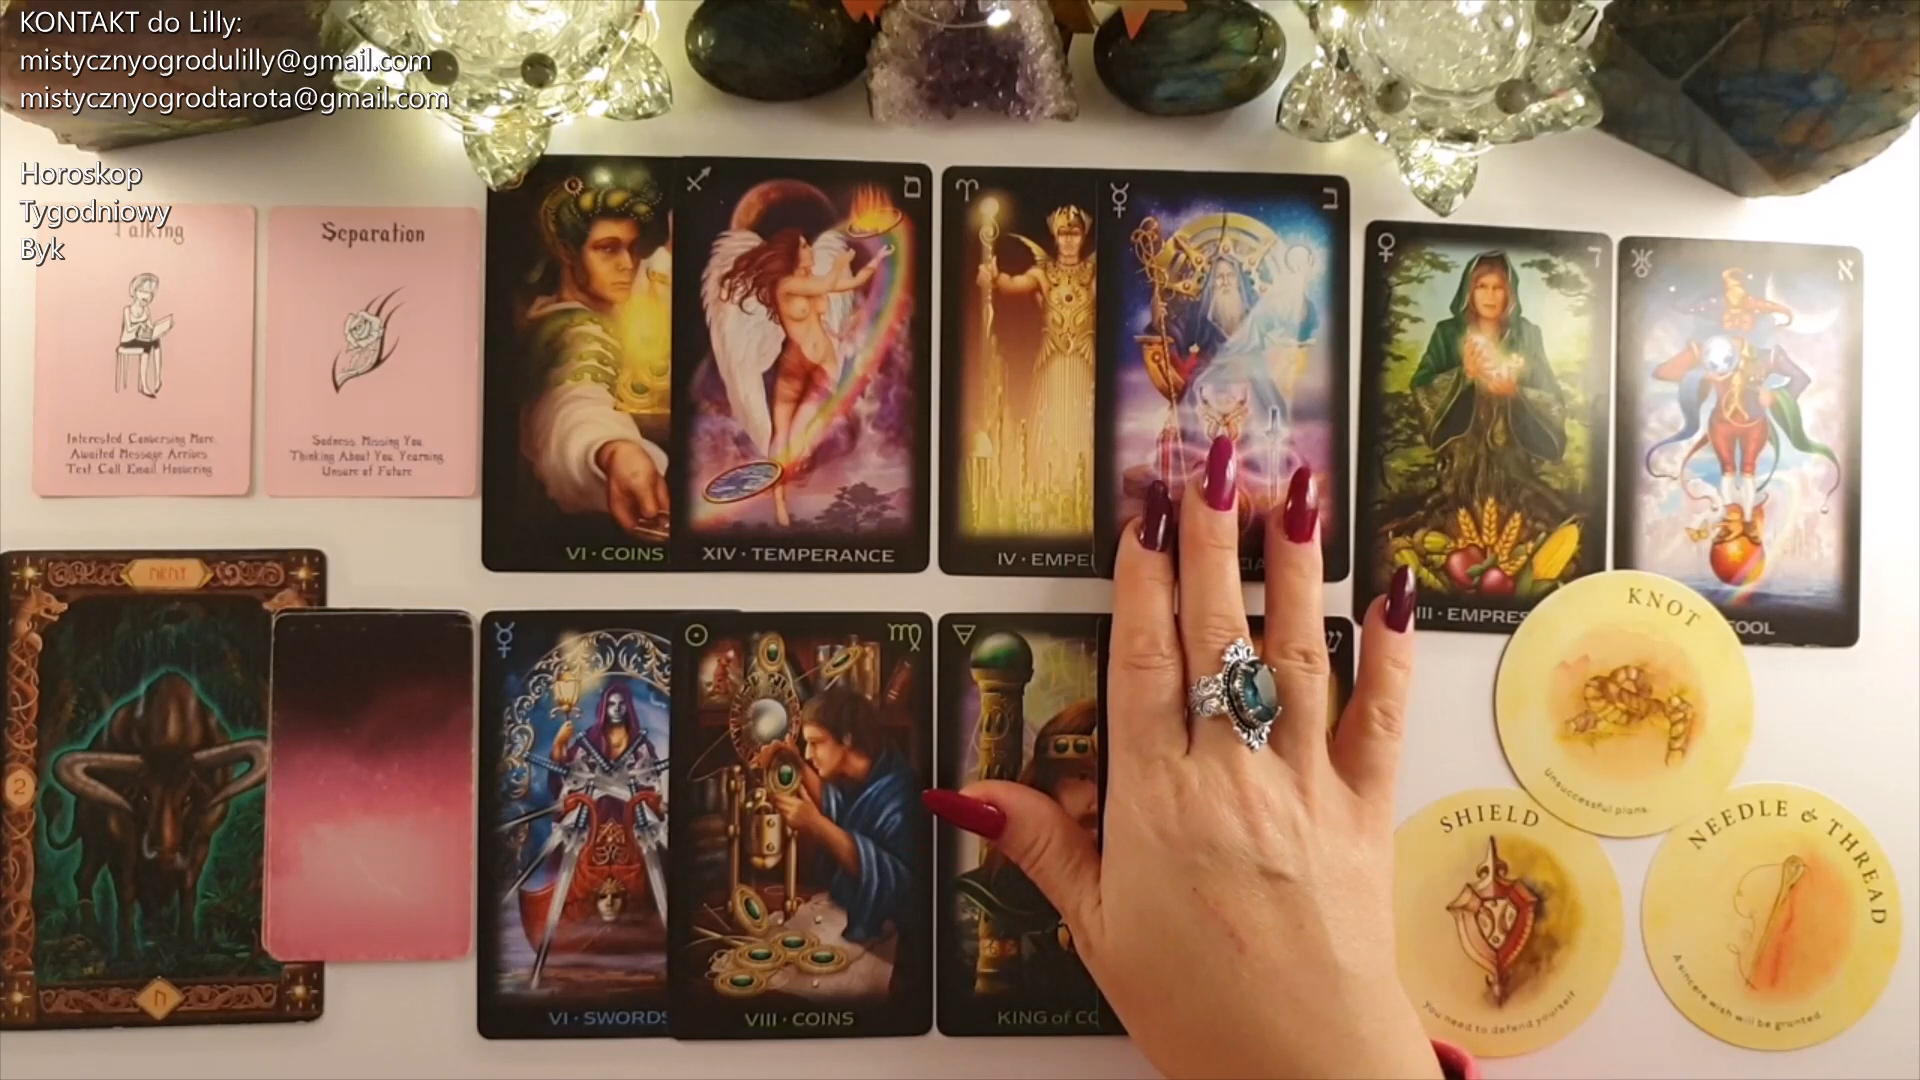 KONTAKT do Lilly:
mistycznyogrodulilly@gmail.com
mistycznyogrodtarota@gmail.com
Horoskop
Tygodniowy
Byk
Talking
Interested. Conversing More.
Awaited Message Arrives
Text Call Email Hovering
Separation
Sadness. Missing You.
Thinking About You. Yearning.
Unsure of Future
VI • COINS
XIV • TEMPERANCE
IV • EMPE
III • EMPRES
FOOL
2
VI • SWORDS
VIII • COINS
KING of CO
KNOT
Unsuccessful plans.
SHIELD
you need to defend yourself
NEEDLE & THREAD
A sincere wish will be granted.